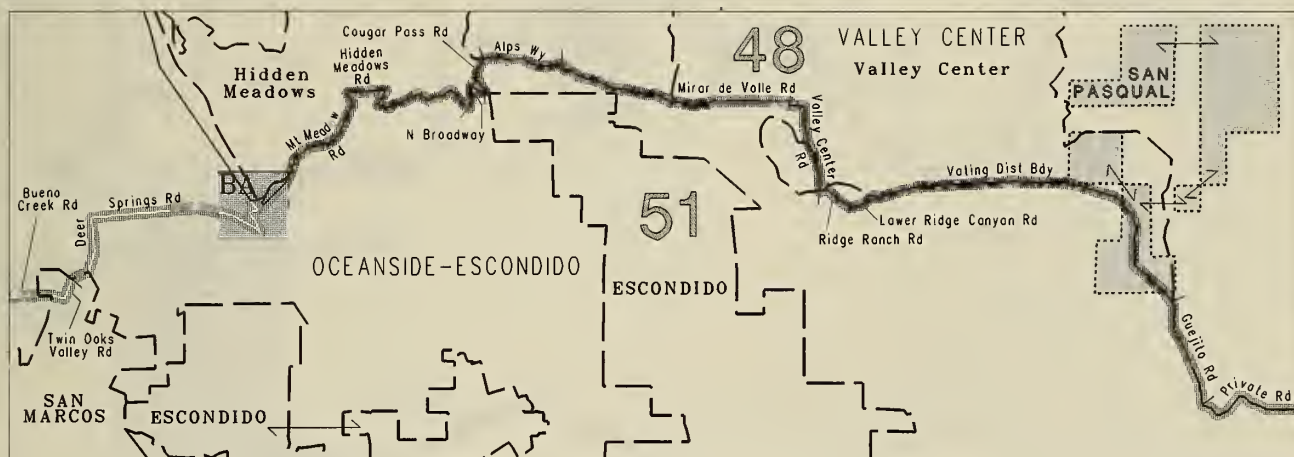 Cougar Pass Rd
Alps Wy
48
VALLEY CENTER
Valley Center
Hidden
Meadows
Hidden
Meadows
Rd
SAN
PASQUAL
Mirar de Valle Rd
N Broadway
Mt Meadow
Rd
Valley Center
Rd
BA
Bueno
Creek Rd
Springs Rd
Deer
Voting Dist Bdy
51
Lower Ridge Canyon Rd
Ridge Ranch Rd
OCEANSIDE-ESCONDIDO
ESCONDIDO
Guejito Rd
Twin Oaks
Valley Rd
Private Rd
SAN
MARCOS
ESCONDIDO